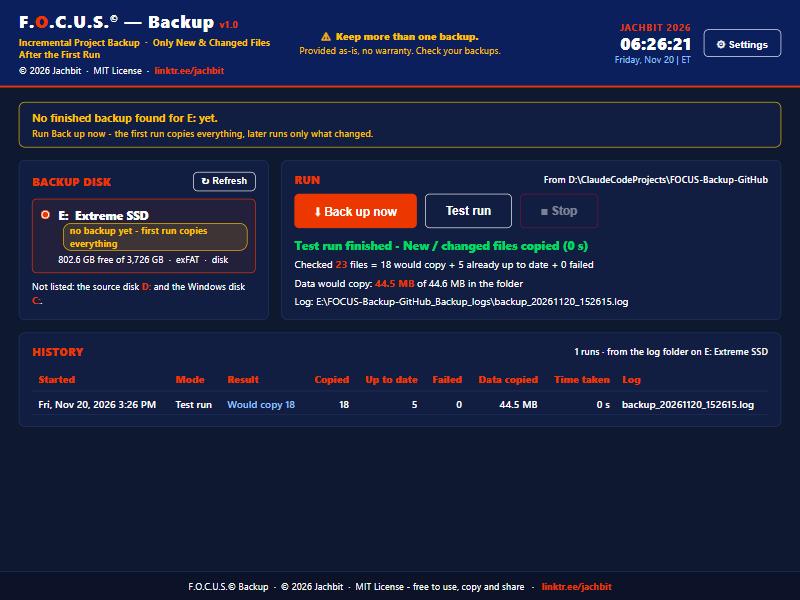 F.O.C.U.S.© — Backup v1.0
Incremental Project Backup · Only New & Changed Files
After the First Run
© 2026 Jachbit · MIT License · linktr.ee/jachbit
⚠ Keep more than one backup.
Provided as-is, no warranty. Check your backups.
JACHBIT 2026
06:26:21
Friday, Nov 20 | ET
⚙ Settings
No finished backup found for E: yet.
Run Back up now - the first run copies everything, later runs only what changed.
BACKUP DISK
↻ Refresh
E: Extreme SSD
no backup yet - first run copies
everything
802.6 GB free of 3,726 GB · exFAT · disk
Not listed: the source disk D: and the Windows disk
C:.
RUN
From D:\ClaudeCodeProjects\FOCUS-Backup-GitHub
⬇ Back up now
Test run
■ Stop
Test run finished - New / changed files copied (0 s)
Checked 23 files = 18 would copy + 5 already up to date + 0 failed
Data would copy: 44.5 MB of 44.6 MB in the folder
Log: E:\FOCUS-Backup-GitHub_Backup_logs\backup_20261120_152615.log
HISTORY
1 runs - from the log folder on E: Extreme SSD
Started Mode Result Copied Up to date Failed Data copied Time taken Log
Fri, Nov 20, 2026 3:26 PM Test run Would copy 18 18 5 0 44.5 MB 0 s backup_20261120_152615.log
F.O.C.U.S.© Backup · © 2026 Jachbit · MIT License - free to use, copy and share · linktr.ee/jachbit